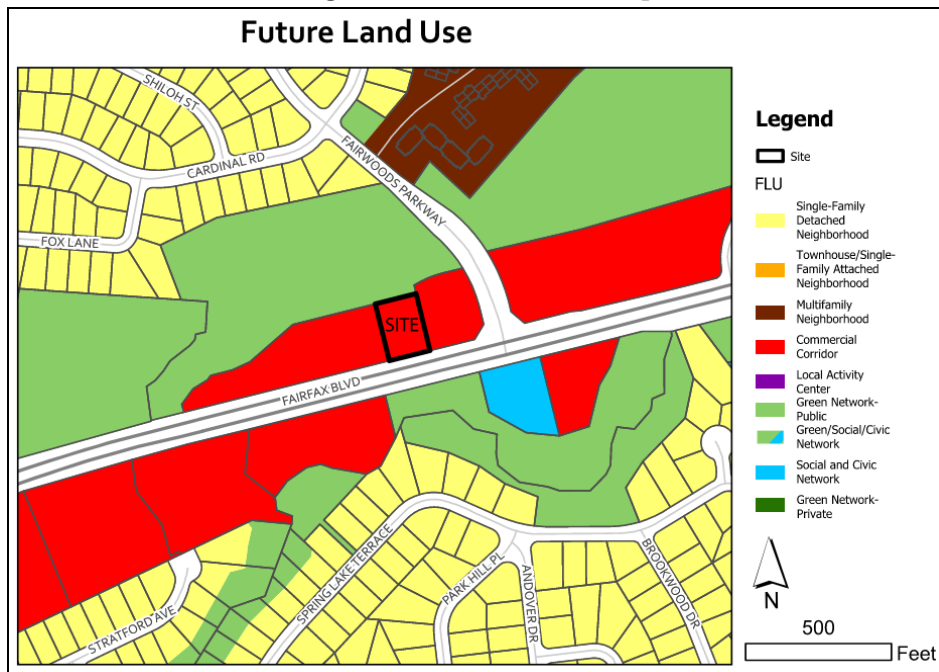 Future Land Use
SHILOH ST
CARDINAL RD
FAIRWOODS PARKWAY
FOX LANE
SITE
FAIRFAX BLVD
SPRING LAKE TERRACE
PARK HILL PL
ANDOVER DR
BROOKWOOD DR
STRATFORD AVE
Legend
Site
FLU
Single-Family
Detached
Neighborhood
Townhouse/Single-
Family Attached
Neighborhood
Multifamily
Neighborhood
Commercial
Corridor
Local Activity
Center
Green Network-
Public
Green/Social/Civic
Network
Social and Civic
Network
Green Network-
Private
N
500
Feet